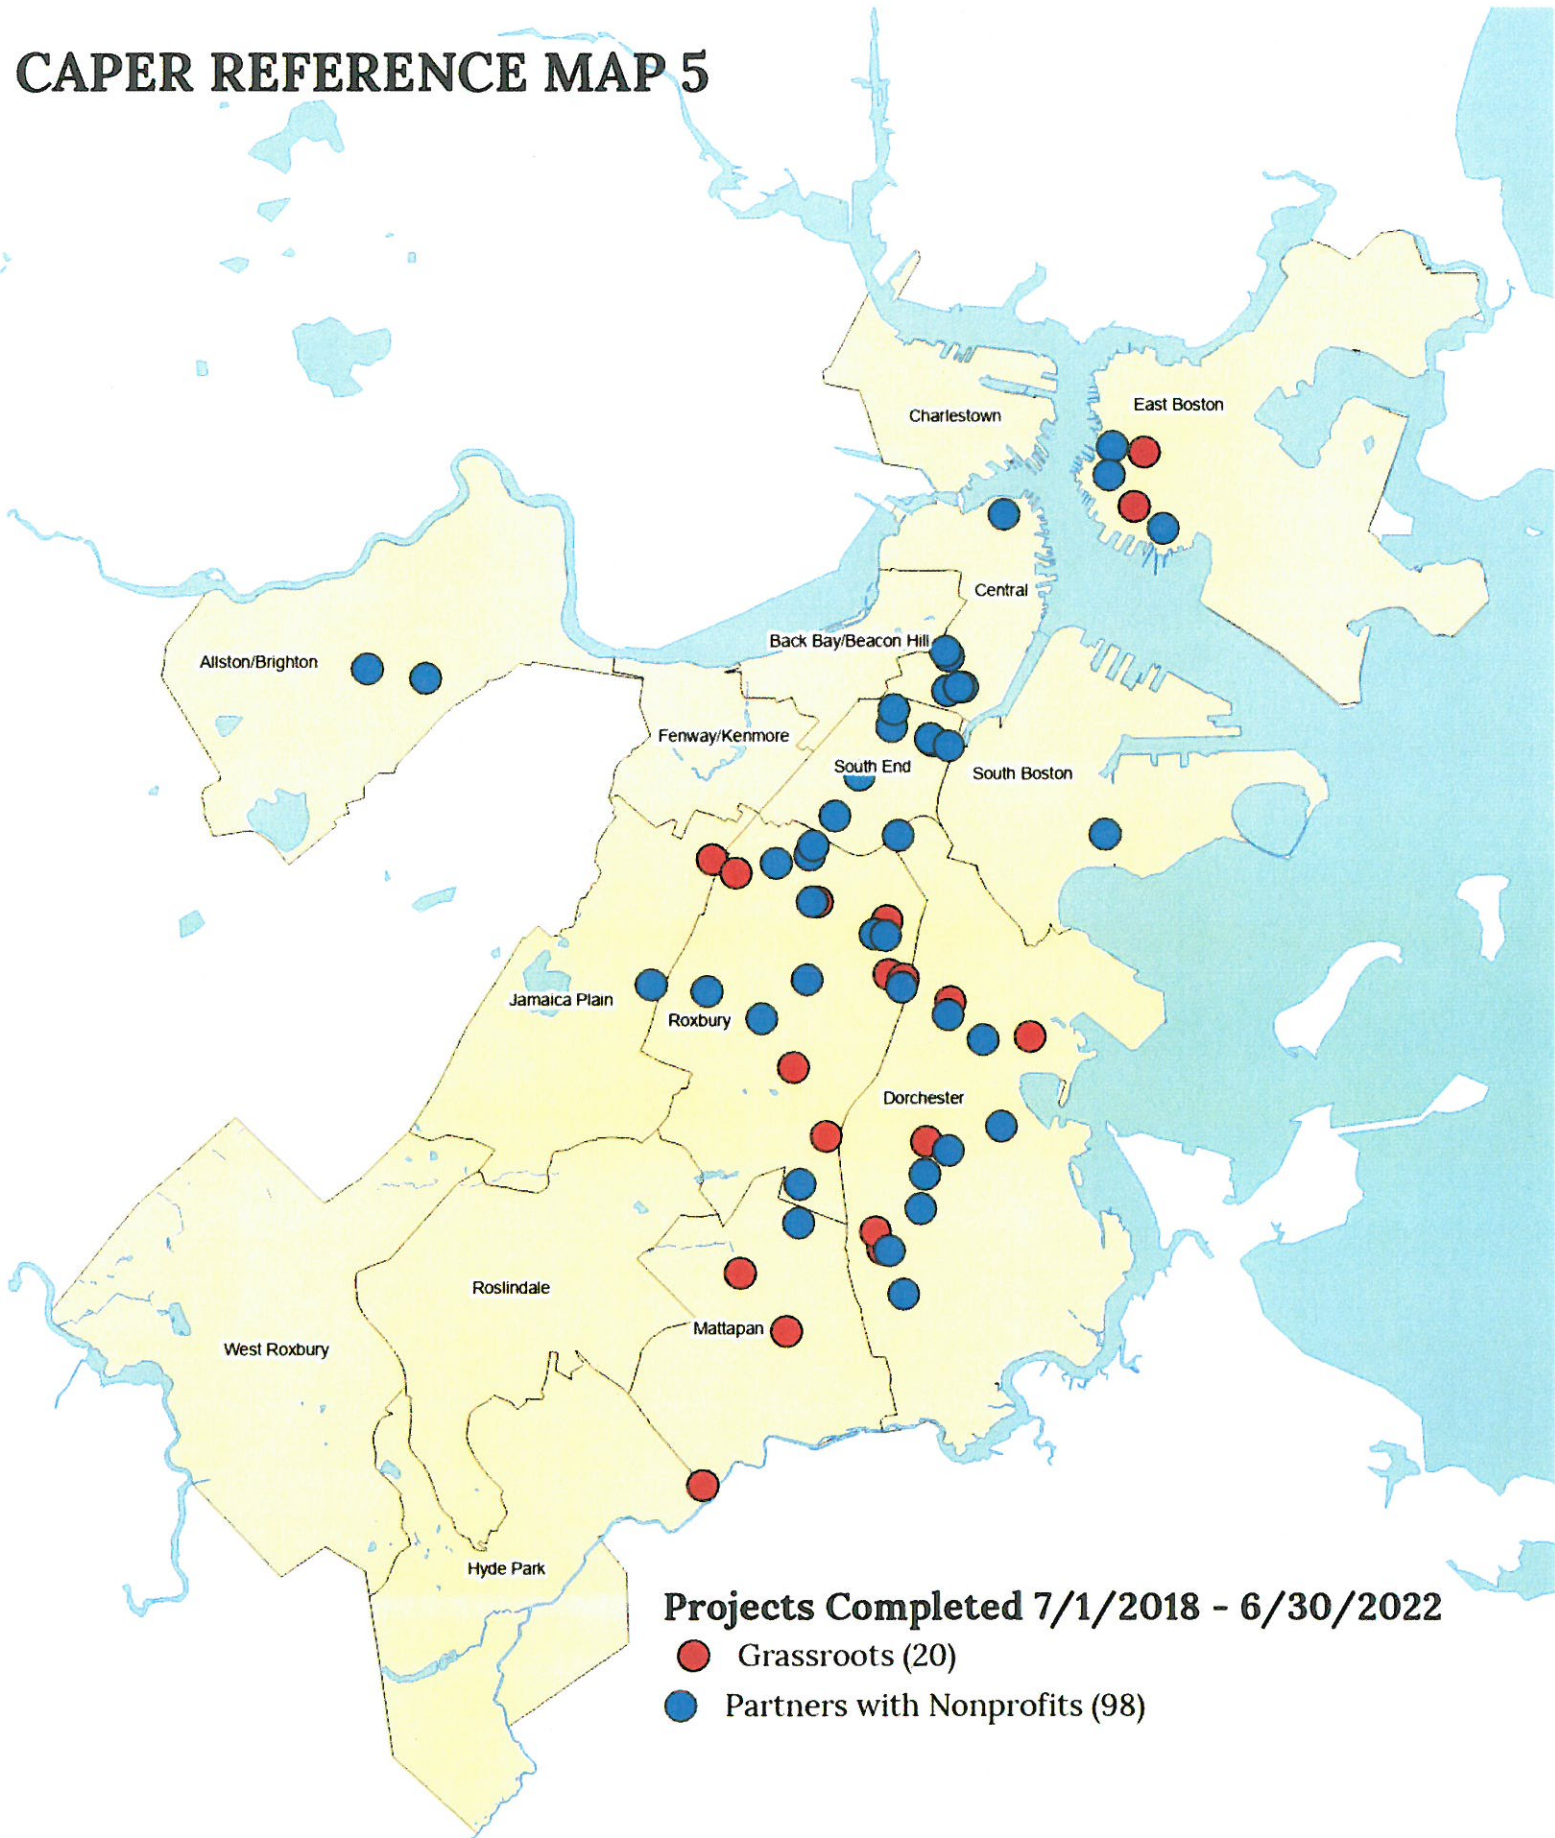 CAPER REFERENCE MAP 5
Charlestown
East Boston
Central
Back Bay/Beacon Hill
Allston/Brighton
Fenway/Kenmore
South End
South Boston
Jamaica Plain
Roxbury
Dorchester
Roslindale
Mattapan
West Roxbury
Hyde Park
Projects Completed 7/1/2018 - 6/30/2022
Grassroots (20)
Partners with Nonprofits (98)